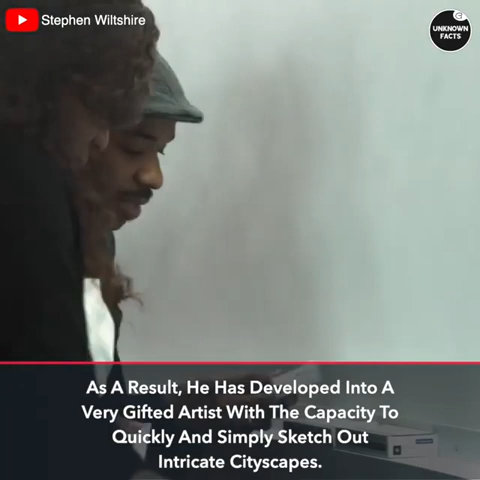 Stephen Wiltshire
UNKNOWN
FACTS
As A Result, He Has Developed Into A
Very Gifted Artist With The Capacity To
Quickly And Simply Sketch Out
Intricate Cityscapes.